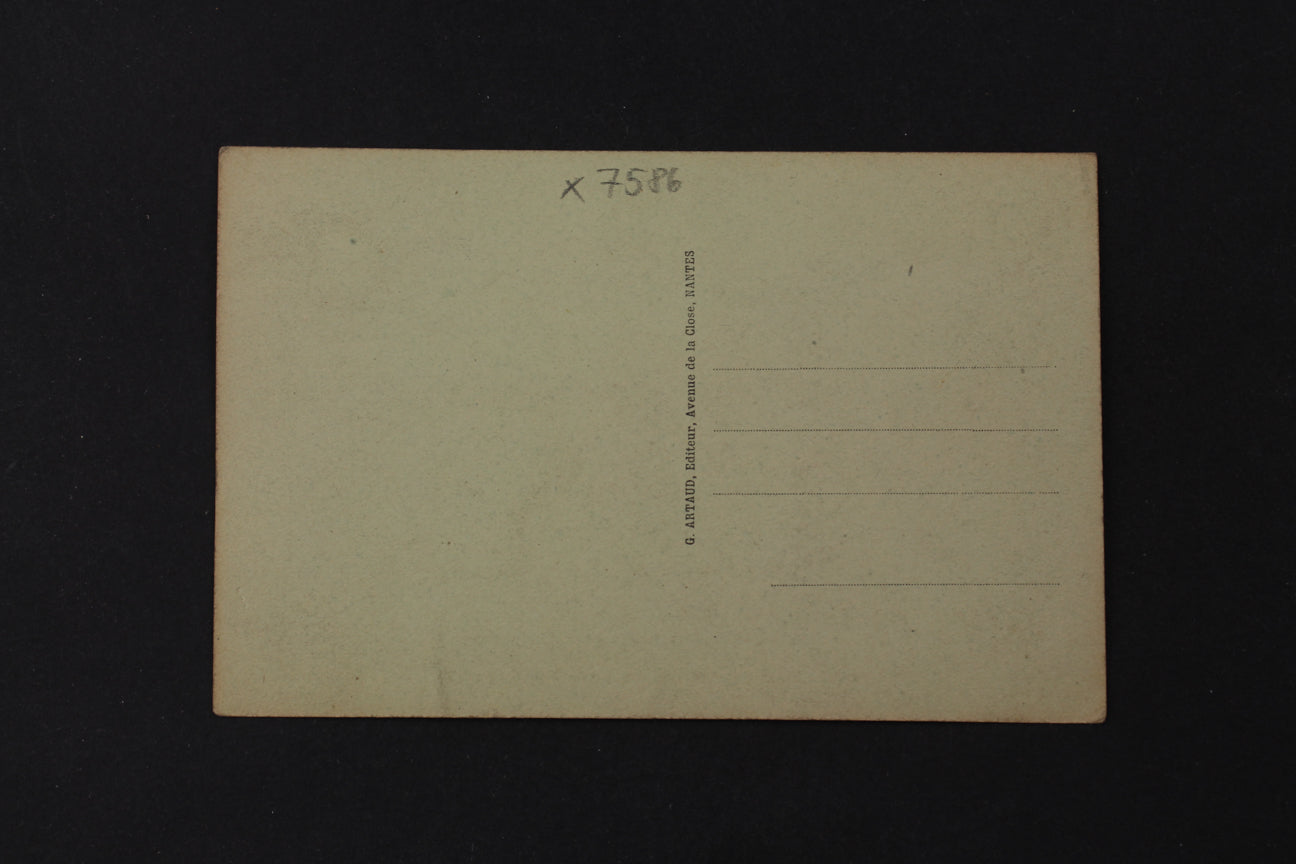 x 7586
G. ARTAUD, Editeur, Avenue de la Close, NANTES